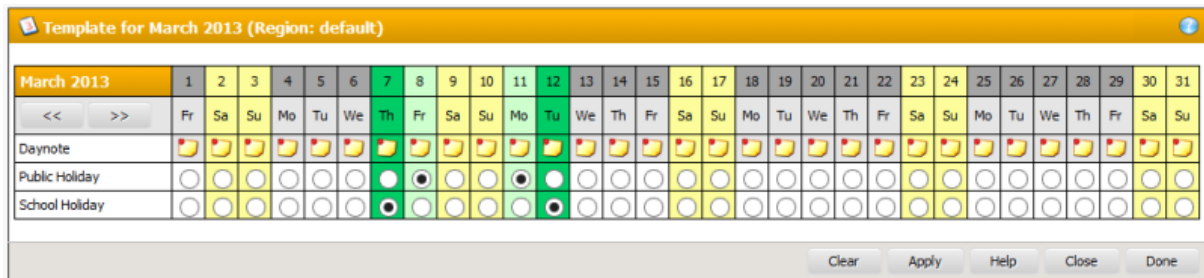 Template for March 2013 (Region: default)
March 2013 1 2 3 4 5 6 7 8 9 10 11 12 13 14 15 16 17 18 19 20 21 22 23 24 25 26 27 28 29 30 31
<< >> Fr Sa Su Mo Tu We Th Fr Sa Su Mo Tu We Th Fr Sa Su Mo Tu We Th Fr Sa Su Mo Tu We Th Fr Sa Su
Daynote
Public Holiday
School Holiday
Clear Apply Help Close Done